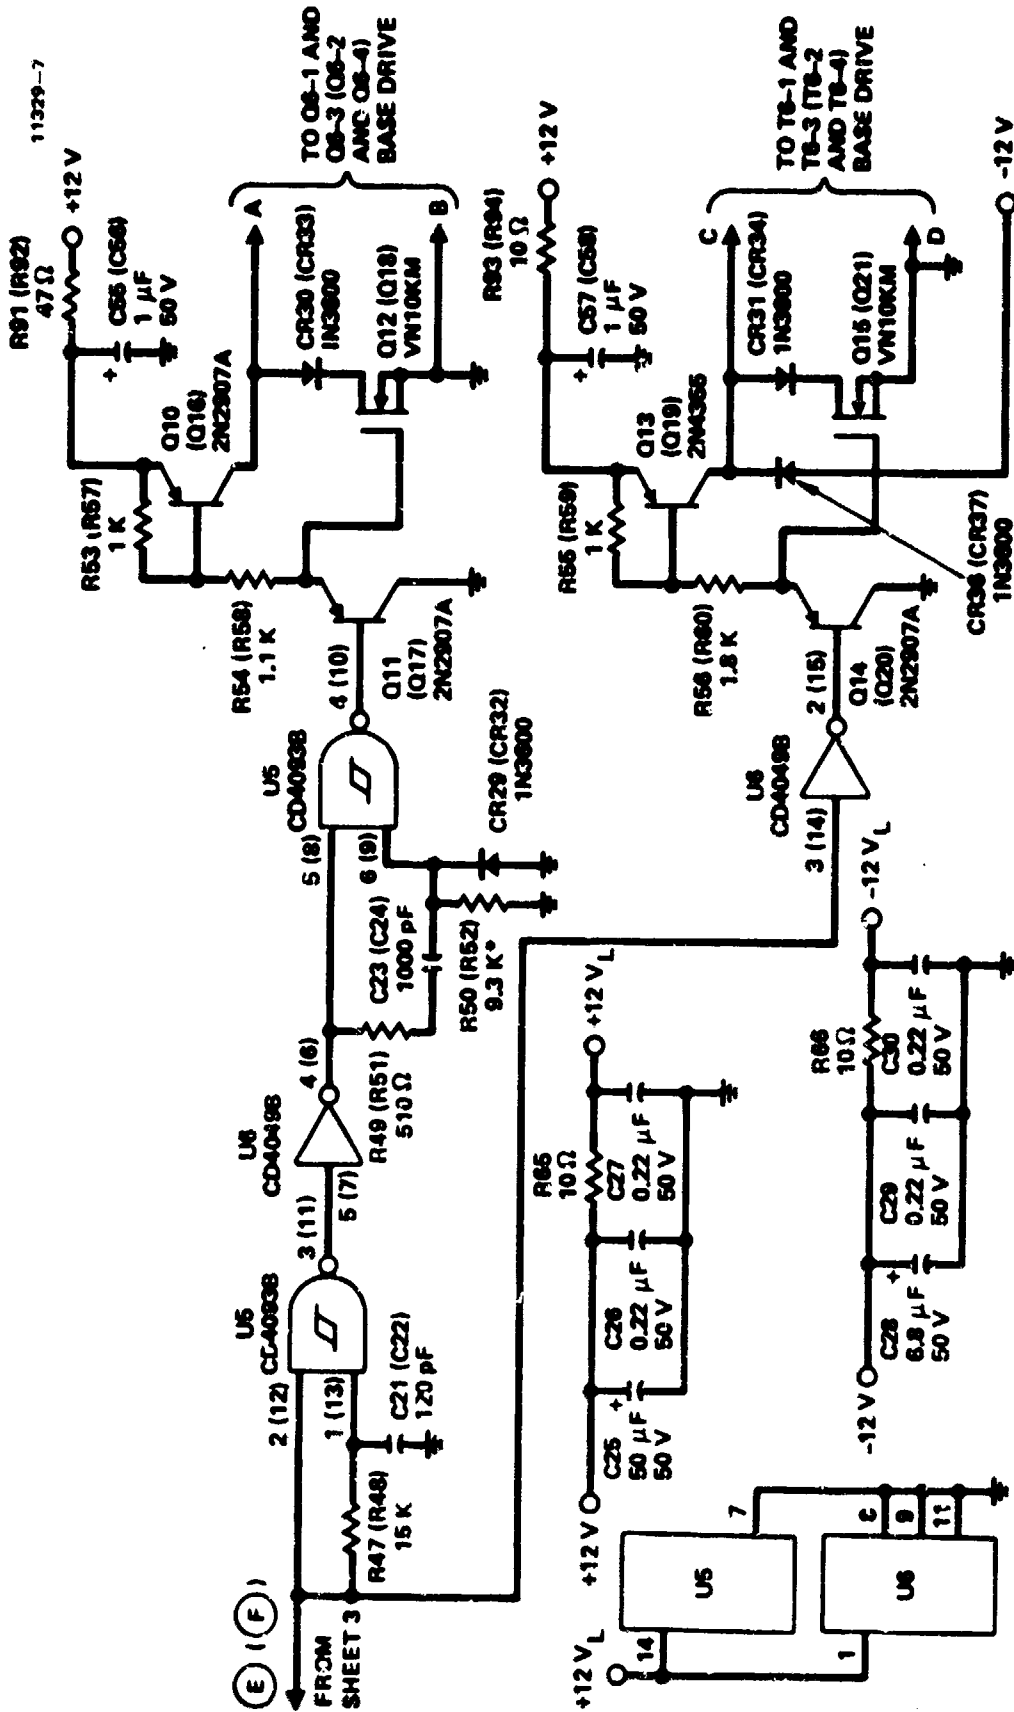 11329-7
R91 (R92)
47 Ω
+12 V
C55 (C56)
1 μF
50 V
+
Q10
(Q16)
2N2907A
R53 (R57)
1 K
A
TO Q6-1 AND
Q6-3 (Q6-2
AND Q6-4)
BASE DRIVE
CR30 (CR33)
1N3600
Q12 (Q18)
VN10KM
B
R54 (R58)
1.1 K
4 (10)
Q11
(Q17)
2N2907A
U5
CD4093B
5 (8)
6 (9)
CR29 (CR32)
1N3600
C23 (C24)
1000 pF
R50 (R52)
9.3 K*
R49 (R51)
510 Ω
4 (6)
U6
CD4049B
5 (7)
3 (11)
U5
CD4093B
2 (12)
1 (13)
C21 (C22)
120 pF
R47 (R48)
15 K
E (F)
FROM
SHEET 3
R93 (R94)
10 Ω
+12 V
C57 (C58)
1 μF
50 V
+
Q13
(Q19)
2N4355
R55 (R59)
1 K
C
TO T6-1 AND
T6-3 (T6-2
AND T6-4)
BASE DRIVE
CR31 (CR34)
1N3600
Q15 (Q21)
VN10KM
D
-12 V
CR36 (CR37)
1N3600
R56 (R60)
1.8 K
2 (15)
Q14
(Q20)
2N2907A
U6
CD4049B
3 (14)
+12 V
C25
50 μF
50 V
+
C26
0.22 μF
50 V
R65
10 Ω
C27
0.22 μF
50 V
+12 VL
-12 V
C28
6.8 μF
50 V
+
C29
0.22 μF
50 V
R66
10 Ω
C30
0.22 μF
50 V
-12 VL
+12 VL
14
U5
7
1
U6
8
9
11